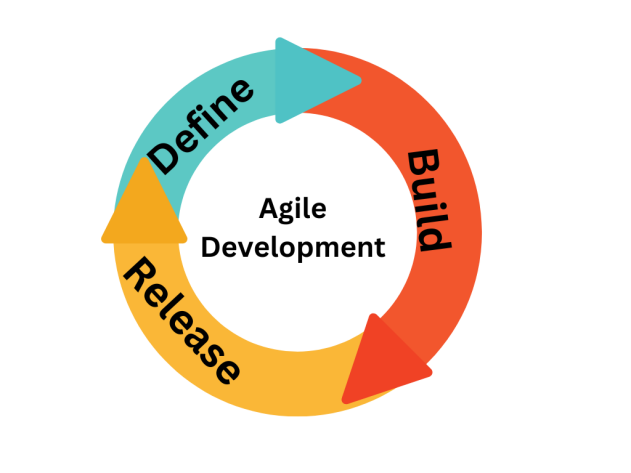 Define
Build
Agile
Development
Release